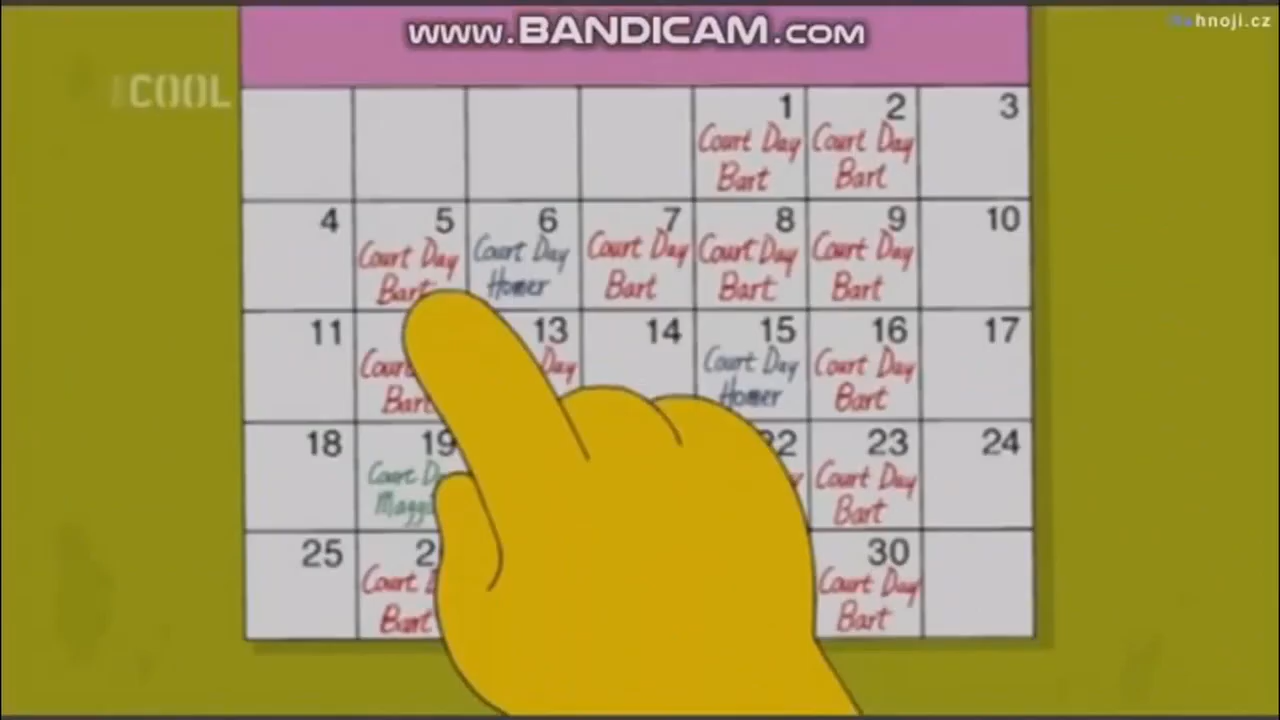 www.BANDICAM.com
hnoji.cz
COOL
1 2 3
Court Day Court Day
Bart Bart
4 5 6 7 8 9 10
Court Day Court Day Court Day Court Day Court Day
Bart Homer Bart Bart Bart
11 13 14 15 16 17
Day Court Day Court Day
Bart Homer Bart
18 19 23 24
Court Day
Bart
25 30
Court Day
Bart Bart